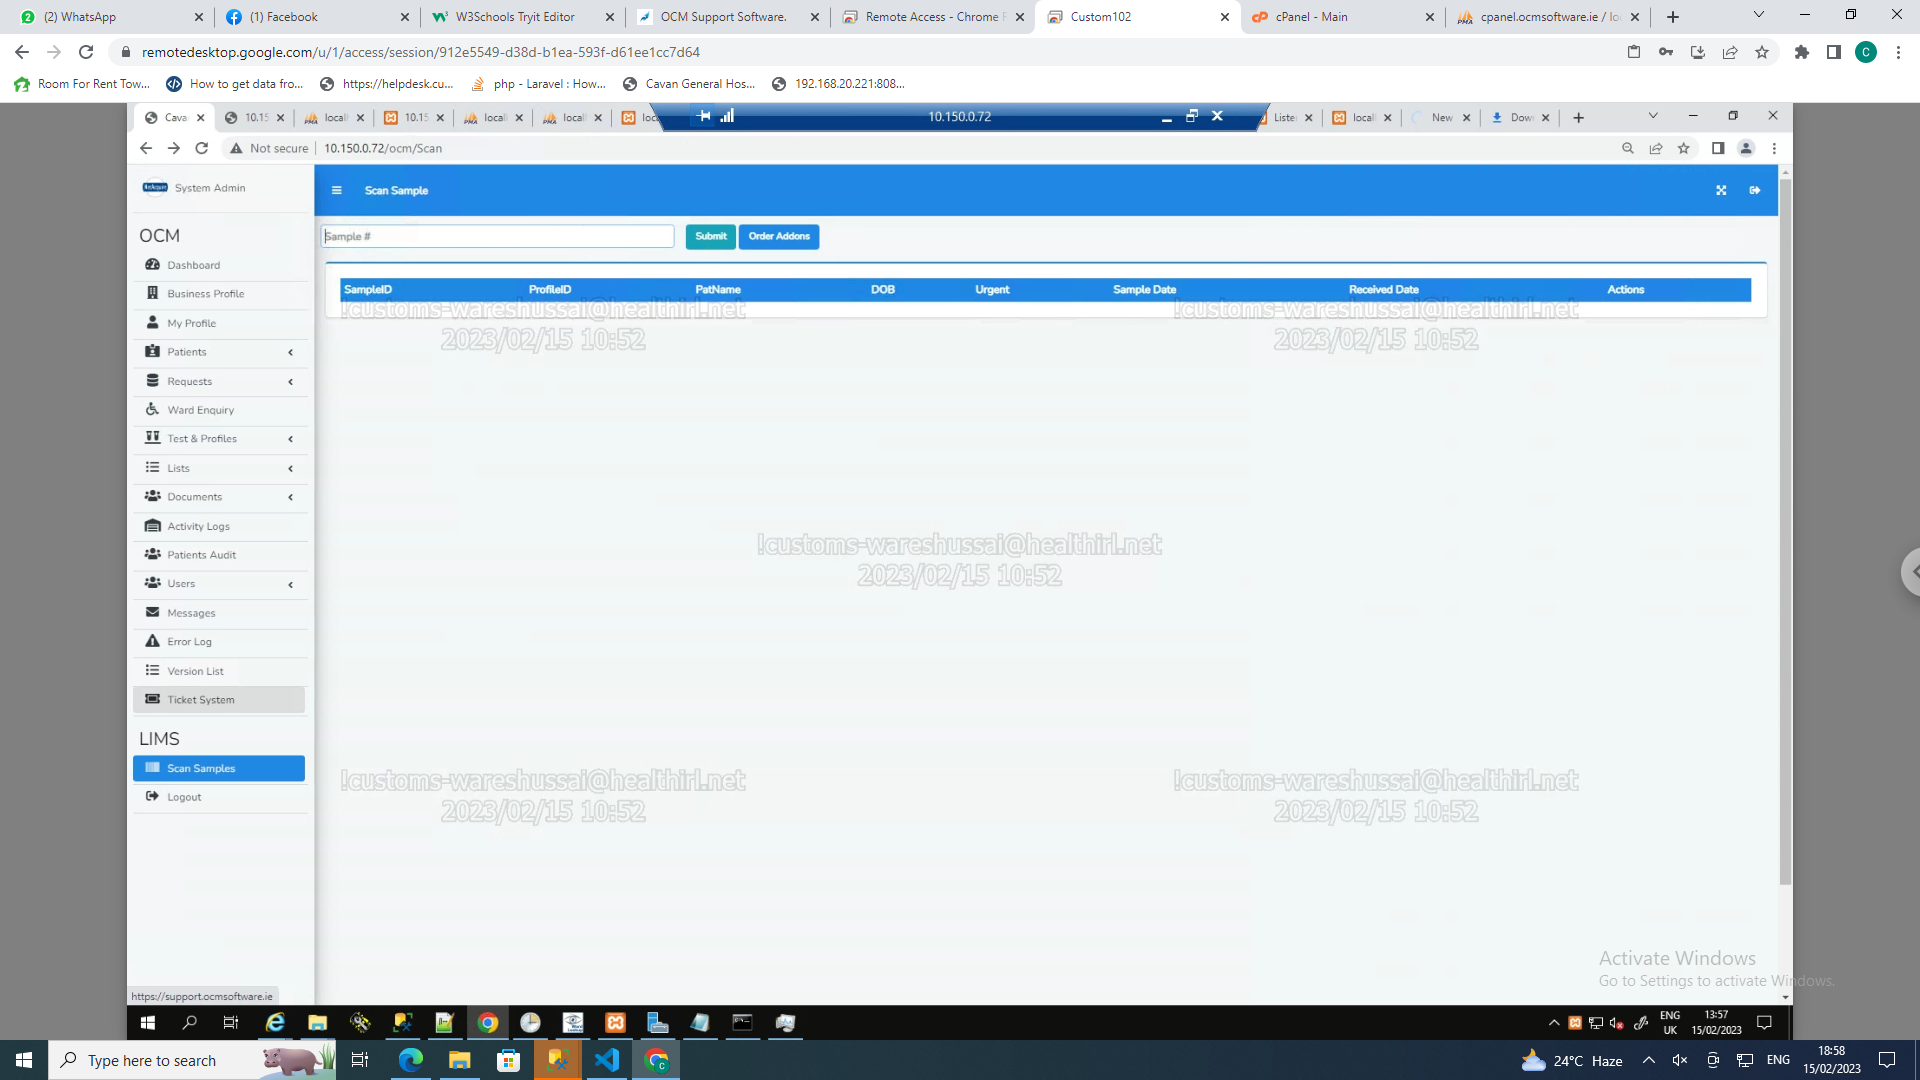 (2) WhatsApp
(1) Facebook
W3Schools Tryit Editor
OCM Support Software.
Remote Access - Chrome
Custom102
cPanel - Main
cpanel.ocmsoftware.ie / lo
remotedesktop.google.com/u/1/access/session/912e5549-d38d-b1ea-593f-d61ee1cc7d64
C
Room For Rent Tow...
How to get data fro...
https://helpdesk.cu...
php - Laravel : How...
Cavan General Hos...
192.168.20.221:808...
Cava
10.15
locall
10.15
locall
locall
loc
10.150.0.72
Liste
locall
New
Dow
Not secure
10.150.0.72/ocm/Scan
System Admin
Scan Sample
OCM
Sample #
Submit
Order Addons
Dashboard
SampleID ProfileID PatName DOB Urgent Sample Date Received Date Actions
Business Profile
!customs-wareshussai@healthirl.net
2023/02/15 10:52
!customs-wareshussai@healthirl.net
2023/02/15 10:52
My Profile
Patients
Requests
Ward Enquiry
Test & Profiles
Lists
Documents
Activity Logs
!customs-wareshussai@healthirl.net
2023/02/15 10:52
Patients Audit
Users
Messages
Error Log
Version List
Ticket System
LIMS
Scan Samples
Logout
!customs-wareshussai@healthirl.net
2023/02/15 10:52
!customs-wareshussai@healthirl.net
2023/02/15 10:52
Activate Windows
Go to Settings to activate Windows.
https://support.ocmsoftware.ie
ENG
UK
13:57
15/02/2023
Type here to search
24°C Haze
ENG
18:58
15/02/2023